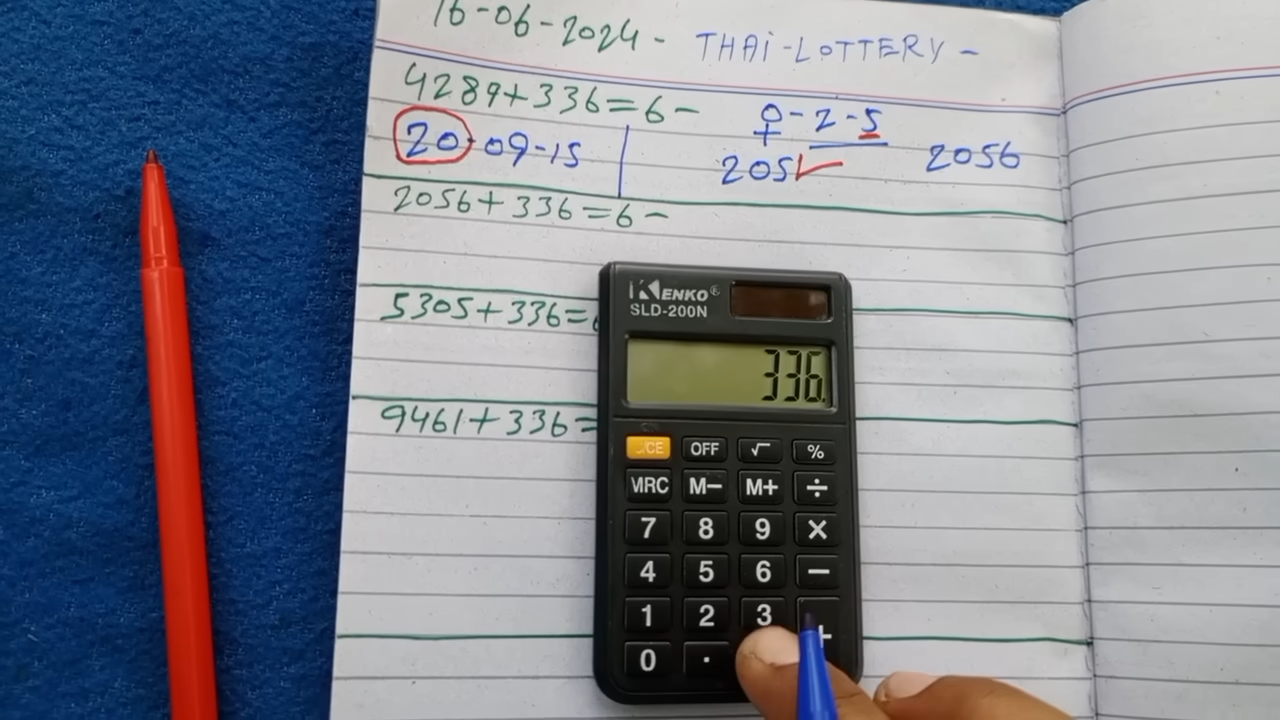 16-06-2024- THAi-LOTTERY-
4289+336=6-
20-09-15
0-2-5
205
2056
2056+336=6-
5305+336=6
9461+336=
KENKO®
SLD-200N
336.
OFF √ %
MRC M− M+ ÷
7 8 9 ×
4 5 6 −
1 2 3 +
0 .